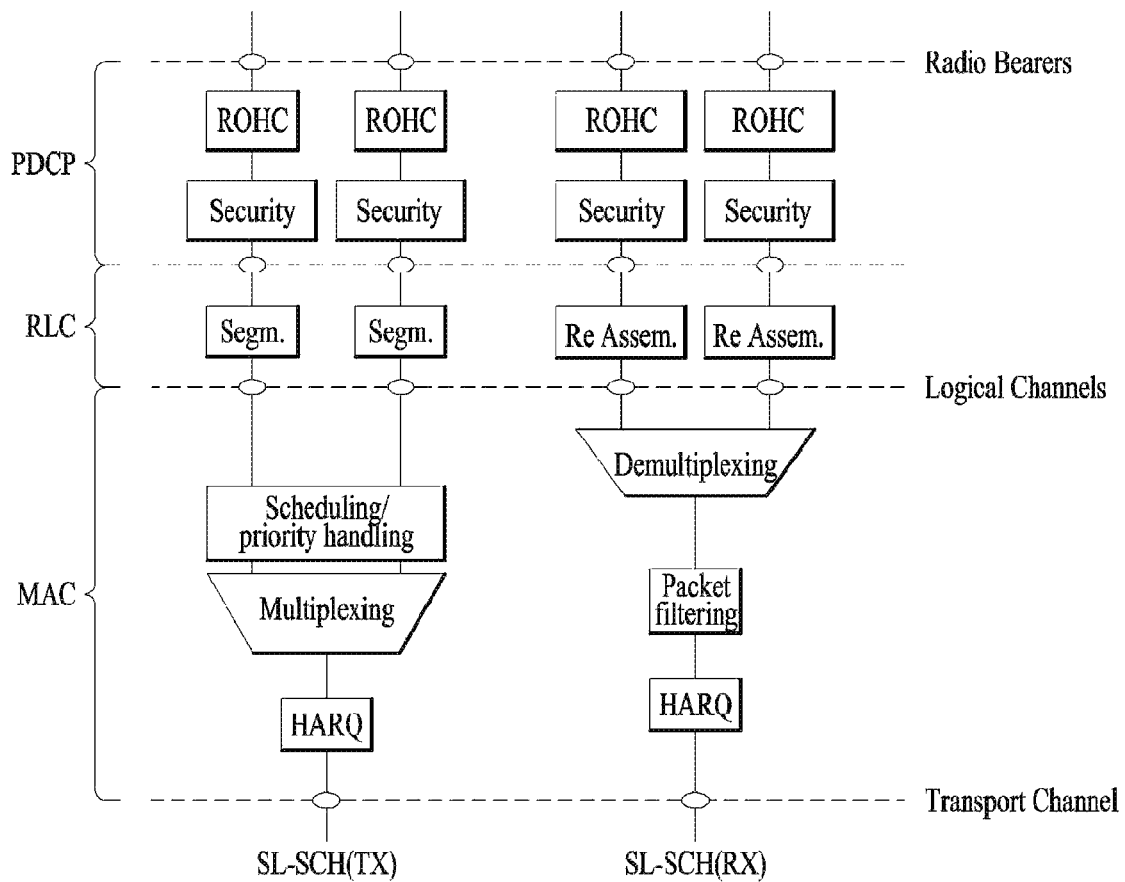 Radio Bearers
ROHC
ROHC
ROHC
ROHC
PDCP
Security
Security
Security
Security
RLC
Segm.
Segm.
Re Assem.
Re Assem.
Logical Channels
Demultiplexing
Scheduling/
priority handling
MAC
Multiplexing
Packet
filtering
HARQ
HARQ
Transport Channel
SL-SCH(TX)
SL-SCH(RX)